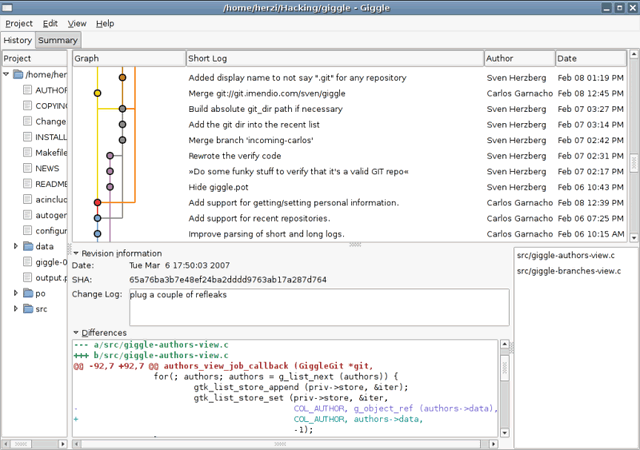 /home/herzi/Hacking/giggle - Giggle
Project Edit View Help
History Summary
Project
/home/her
AUTHOR
COPYIN
Change
INSTALL
Makefile
NEWS
README
acinclud
autogen
configur
data
giggle-0
output.p
po
src
Graph Short Log Author Date
Added display name to not say ".git" for any repository Sven Herzberg Feb 08 01:19 PM
Merge git://git.imendio.com/sven/giggle Carlos Garnacho Feb 08 12:45 PM
Build absolute git_dir path if necessary Sven Herzberg Feb 07 03:27 PM
Add the git dir into the recent list Sven Herzberg Feb 07 03:14 PM
Merge branch 'incoming-carlos' Sven Herzberg Feb 07 02:42 PM
Rewrote the verify code Sven Herzberg Feb 07 02:31 PM
»Do some funky stuff to verify that it's a valid GIT repo« Sven Herzberg Feb 07 02:17 PM
Hide giggle.pot Sven Herzberg Feb 06 10:43 PM
Add support for getting/setting personal information. Carlos Garnacho Feb 08 12:39 PM
Add support for recent repositories. Carlos Garnacho Feb 06 07:25 PM
Improve parsing of short and long logs. Carlos Garnacho Feb 06 10:15 AM
Revision information
Date: Tue Mar 6 17:50:03 2007
SHA: 65a76ba3b7e48ef24ba2dddd9763ab17a287d764
Change Log: plug a couple of refleaks
Differences
--- a/src/giggle-authors-view.c
+++ b/src/giggle-authors-view.c
@@ -92,7 +92,7 @@ authors_view_job_callback (GiggleGit *git,
for(; authors; authors = g_list_next (authors)) {
gtk_list_store_append (priv->store, &iter);
gtk_list_store_set (priv->store, &iter,
- COL_AUTHOR, g_object_ref (authors->data),
+ COL_AUTHOR, authors->data,
-1);
src/giggle-authors-view.c
src/giggle-branches-view.c